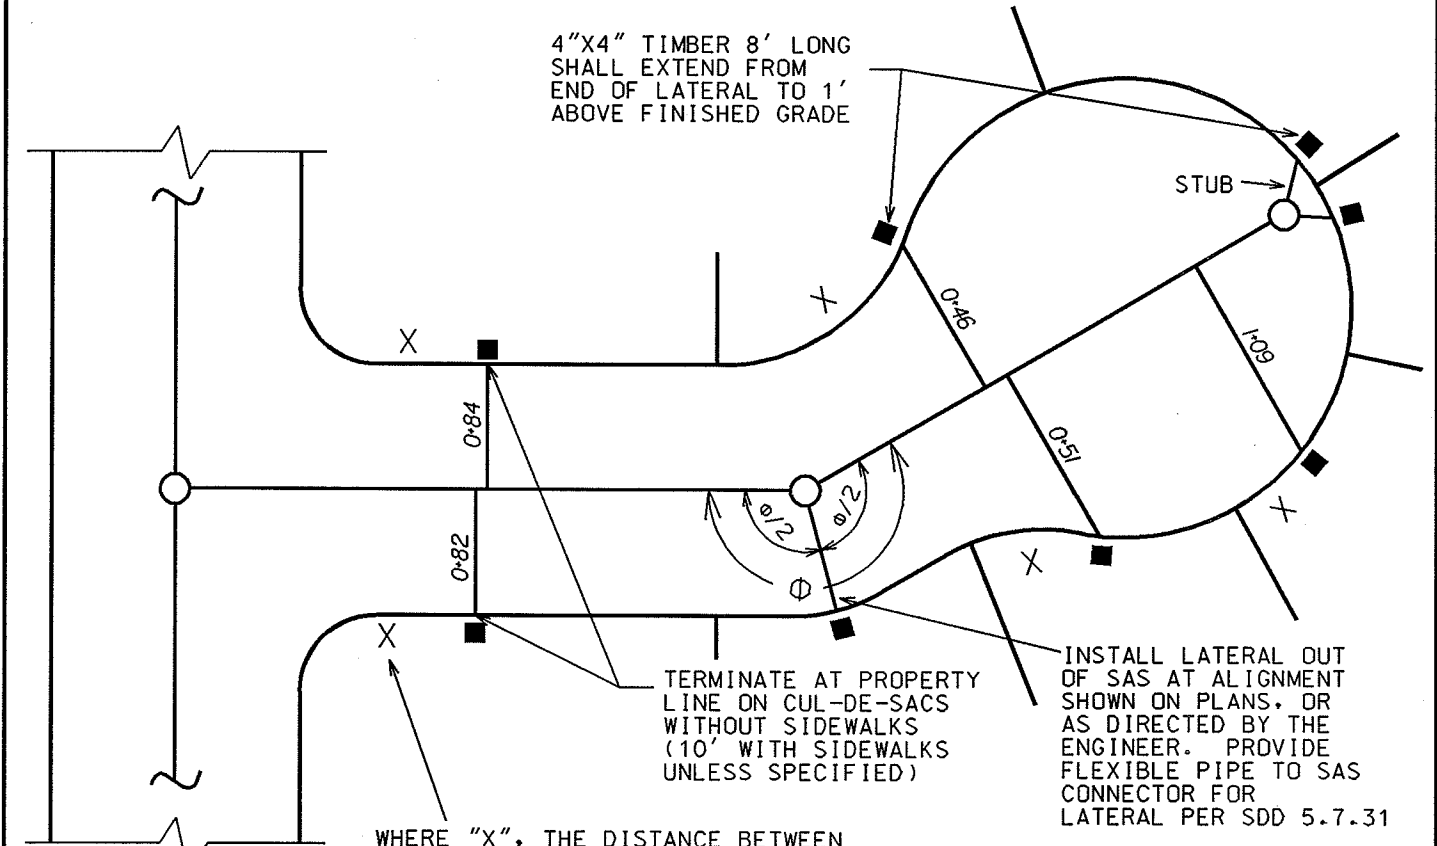 4"X4" TIMBER 8' LONG
SHALL EXTEND FROM
END OF LATERAL TO 1'
ABOVE FINISHED GRADE
STUB
X
0+46
1+09
X
0+84
0+51
Φ/2
Φ/2
X
0+82
X
Φ
X
TERMINATE AT PROPERTY
LINE ON CUL-DE-SACS
WITHOUT SIDEWALKS
(10' WITH SIDEWALKS
UNLESS SPECIFIED)
INSTALL LATERAL OUT
OF SAS AT ALIGNMENT
SHOWN ON PLANS, OR
AS DIRECTED BY THE
ENGINEER. PROVIDE
FLEXIBLE PIPE TO SAS
CONNECTOR FOR
LATERAL PER SDD 5.7.31
WHERE "X", THE DISTANCE BETWEEN